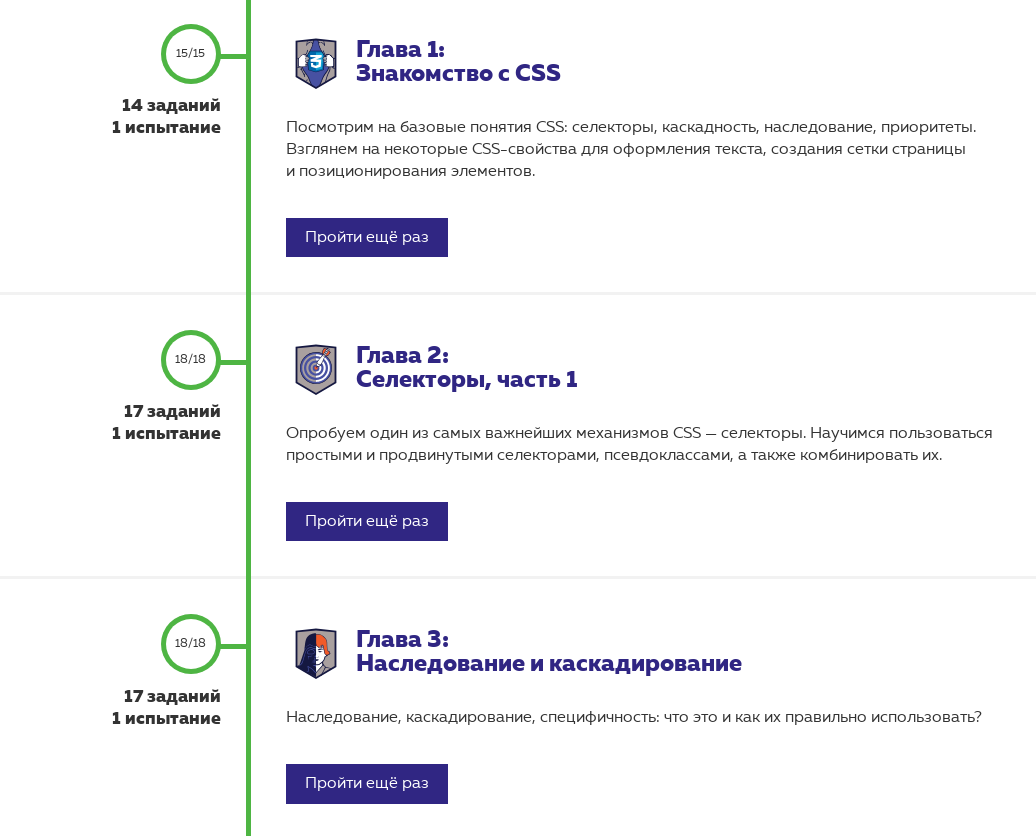 15/15
14 заданий
1 испытание
Глава 1:
Знакомство с CSS
Посмотрим на базовые понятия CSS: селекторы, каскадность, наследование, приоритеты.
Взглянем на некоторые CSS-свойства для оформления текста, создания сетки страницы
и позиционирования элементов.
Пройти ещё раз
18/18
17 заданий
1 испытание
Глава 2:
Селекторы, часть 1
Опробуем один из самых важнейших механизмов CSS — селекторы. Научимся пользоваться
простыми и продвинутыми селекторами, псевдоклассами, а также комбинировать их.
Пройти ещё раз
18/18
17 заданий
1 испытание
Глава 3:
Наследование и каскадирование
Наследование, каскадирование, специфичность: что это и как их правильно использовать?
Пройти ещё раз